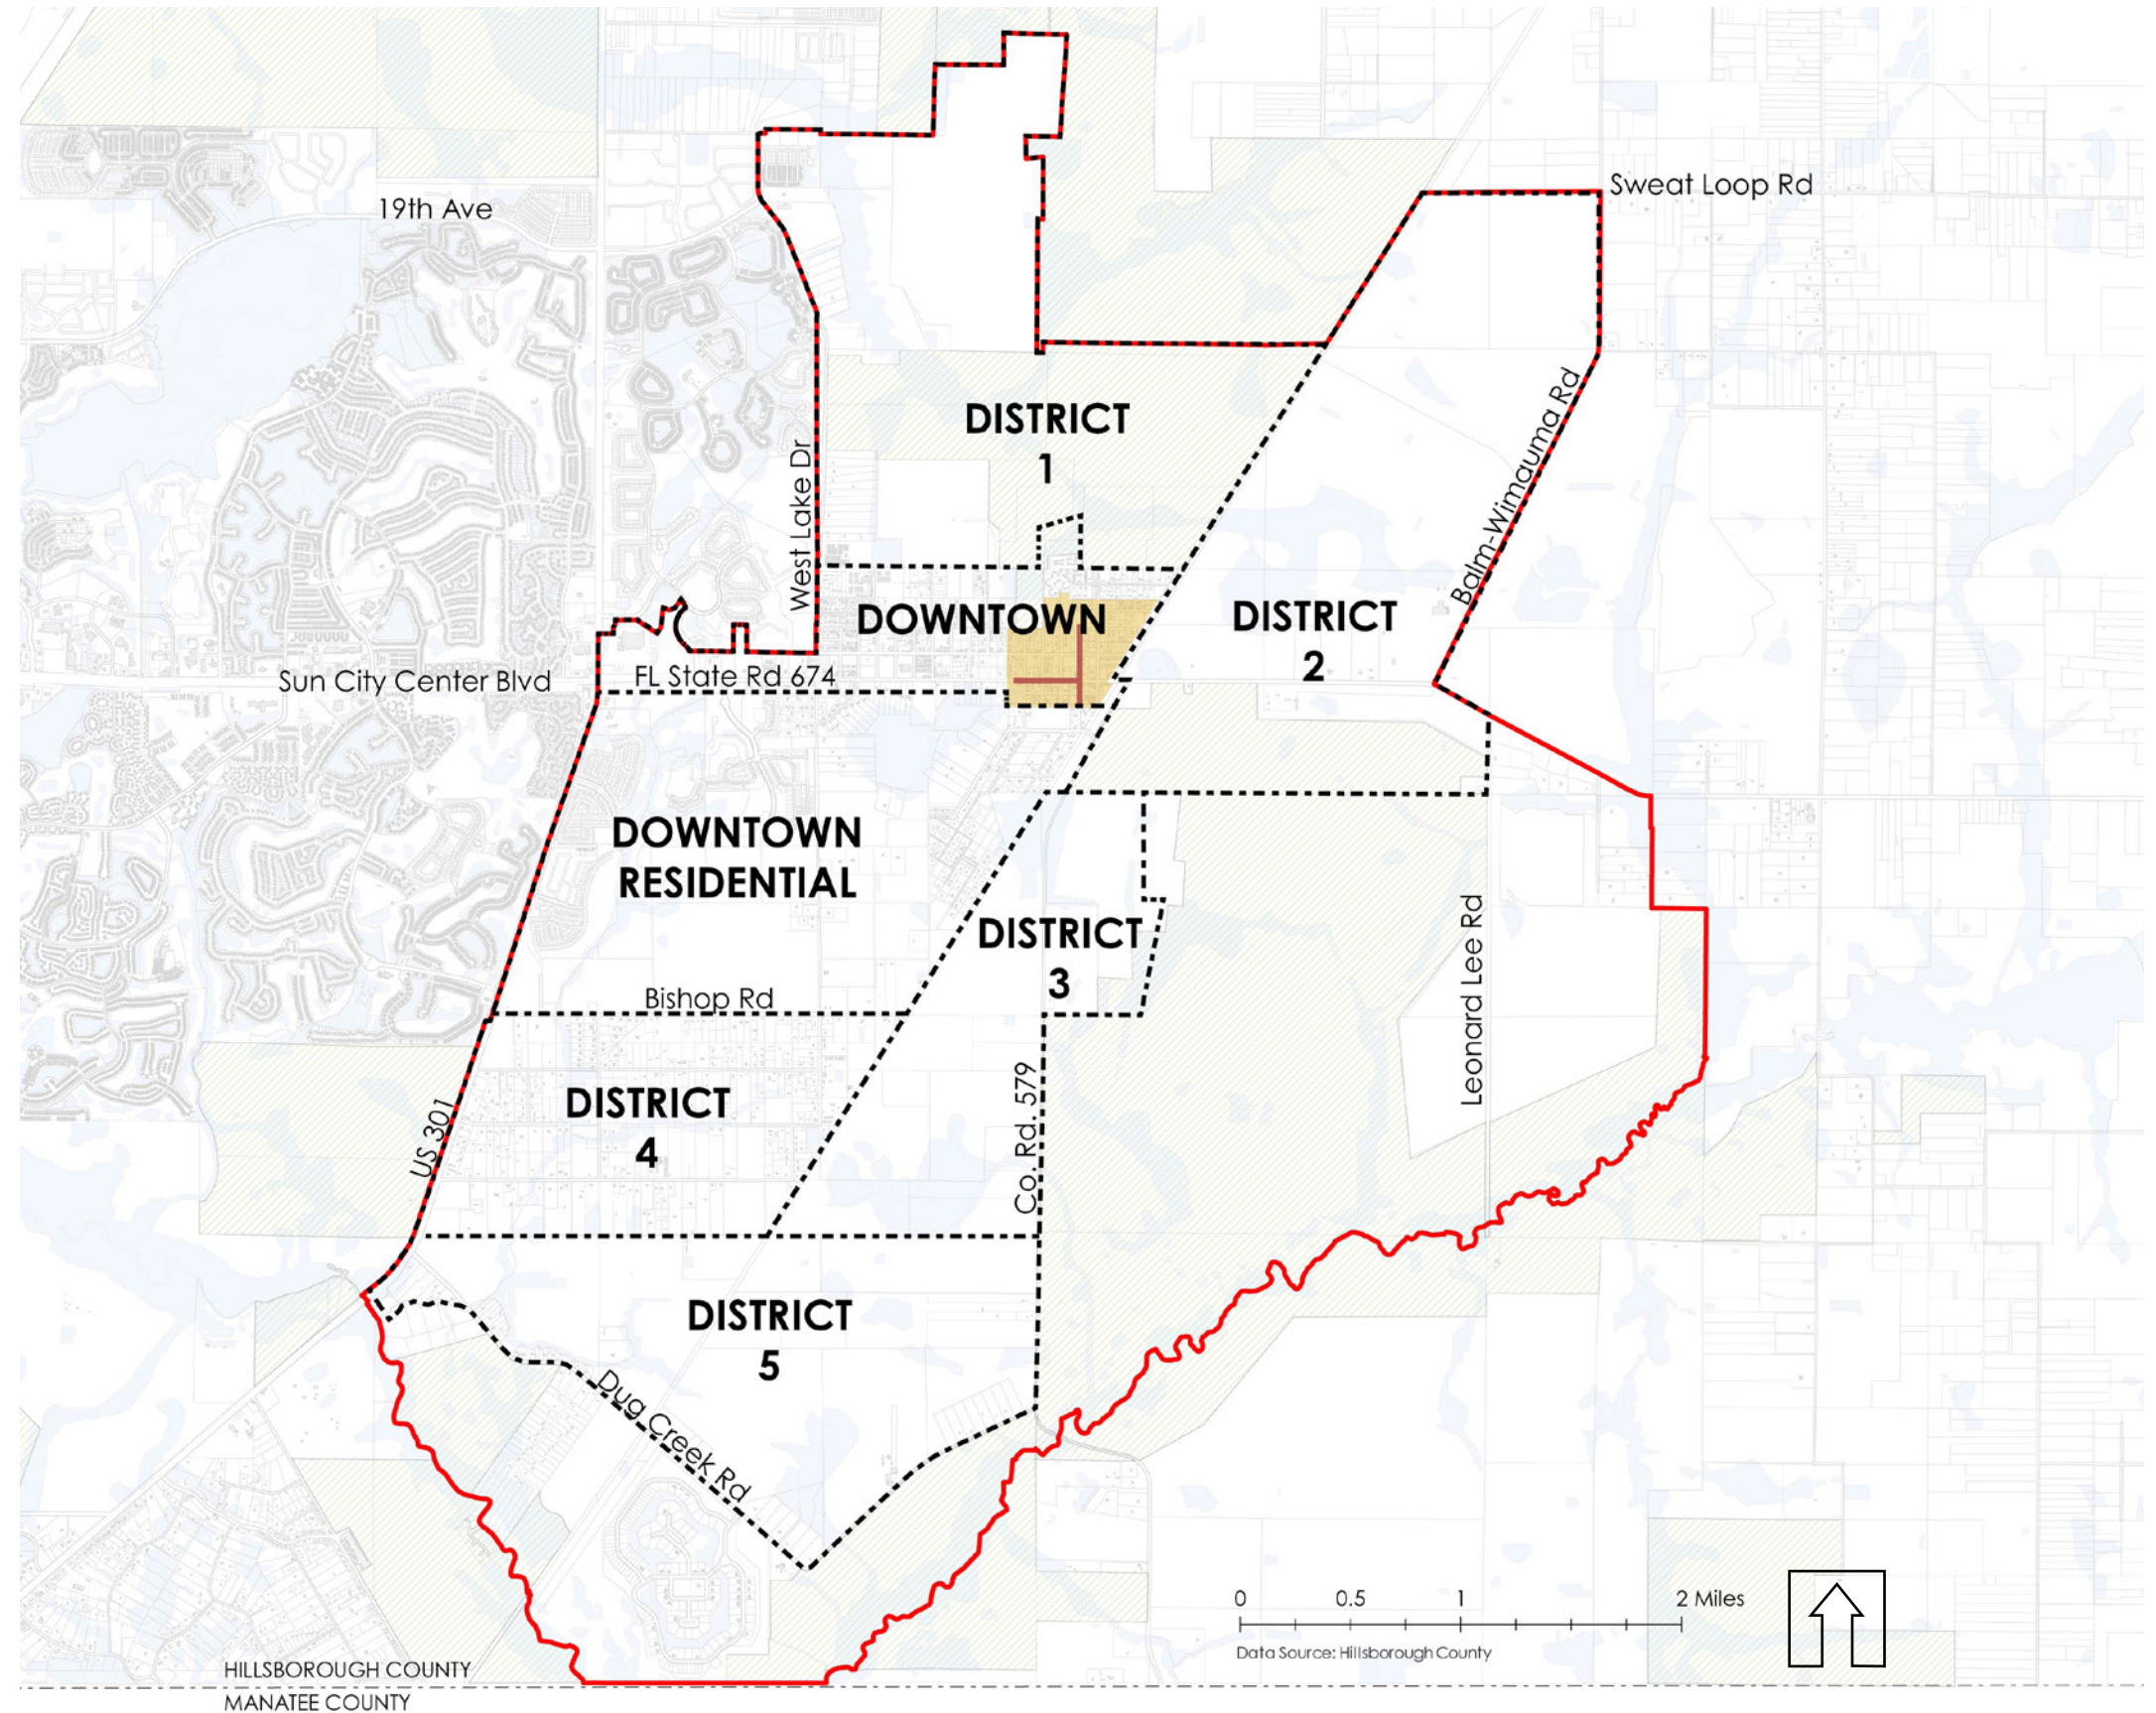 Sweat Loop Rd
19th Ave
DISTRICT
1
West Lake Dr
Balm-Wimauma Rd
DOWNTOWN
DISTRICT
2
Sun City Center Blvd
FL State Rd 674
DOWNTOWN
RESIDENTIAL
DISTRICT
3
Leonard Lee Rd
Bishop Rd
DISTRICT
4
US 301
Co. Rd. 579
DISTRICT
5
Dug Creek Rd
0 0.5 1 2 Miles
Data Source: Hillsborough County
HILLSBOROUGH COUNTY
MANATEE COUNTY